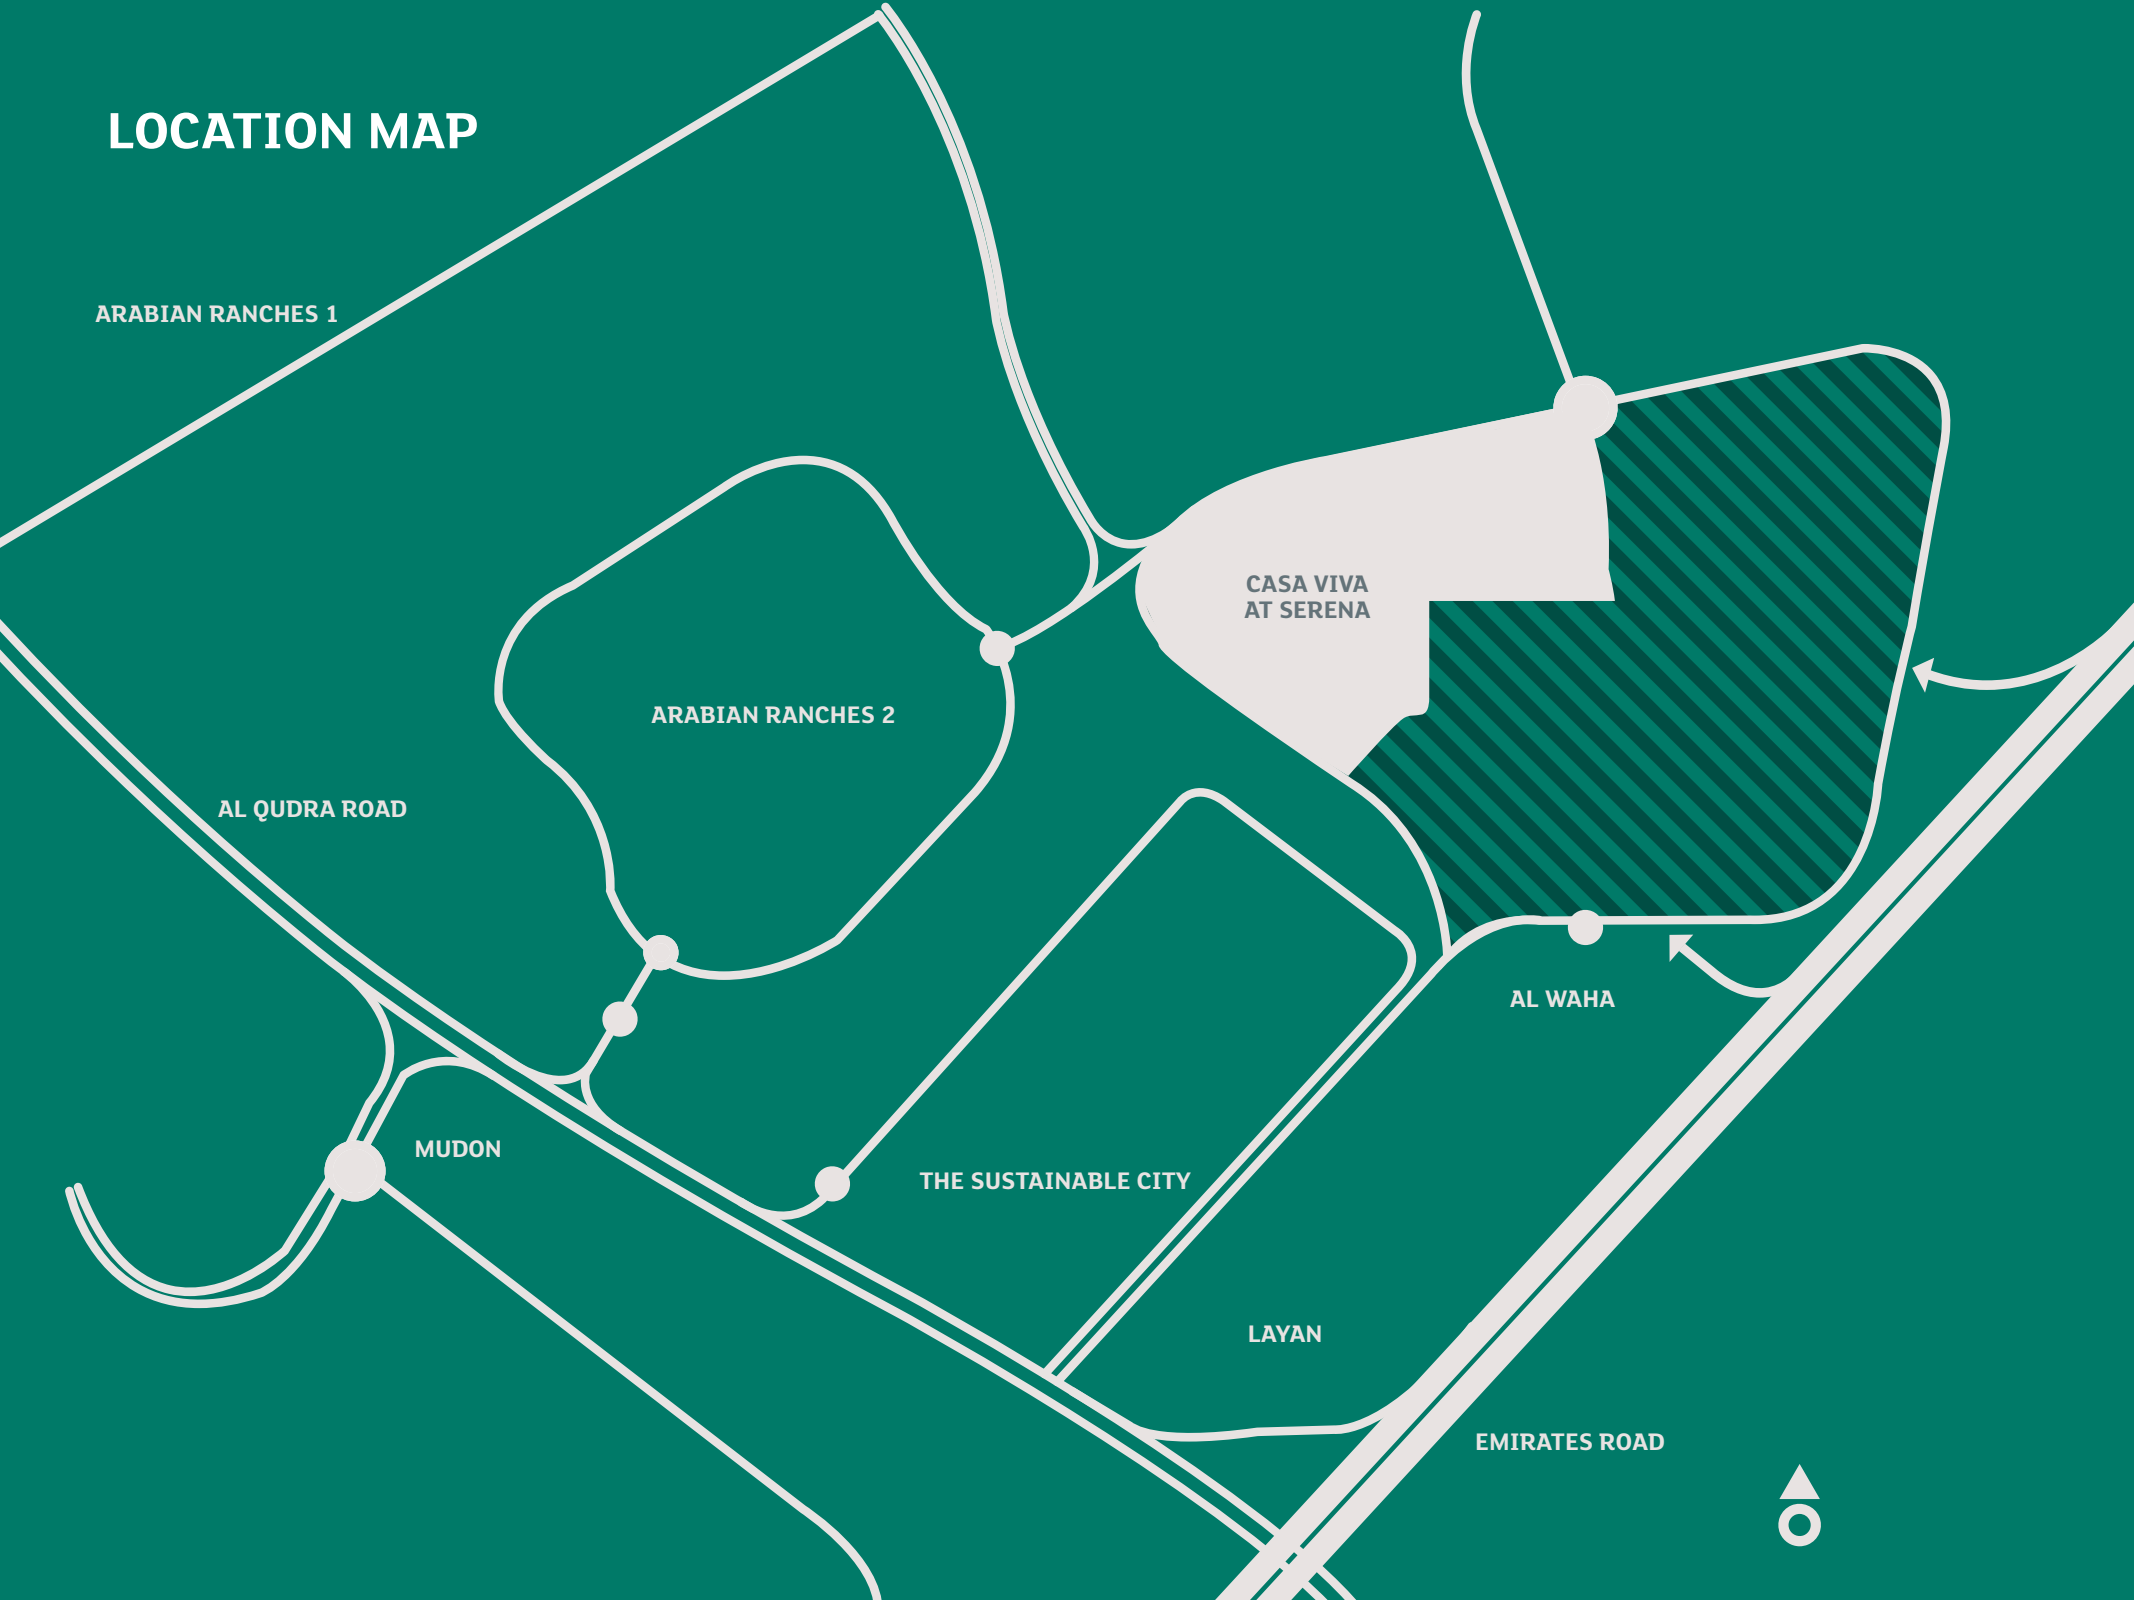 LOCATION MAP
ARABIAN RANCHES 1
CASA VIVA
AT SERENA
ARABIAN RANCHES 2
AL QUDRA ROAD
AL WAHA
MUDON
THE SUSTAINABLE CITY
LAYAN
EMIRATES ROAD